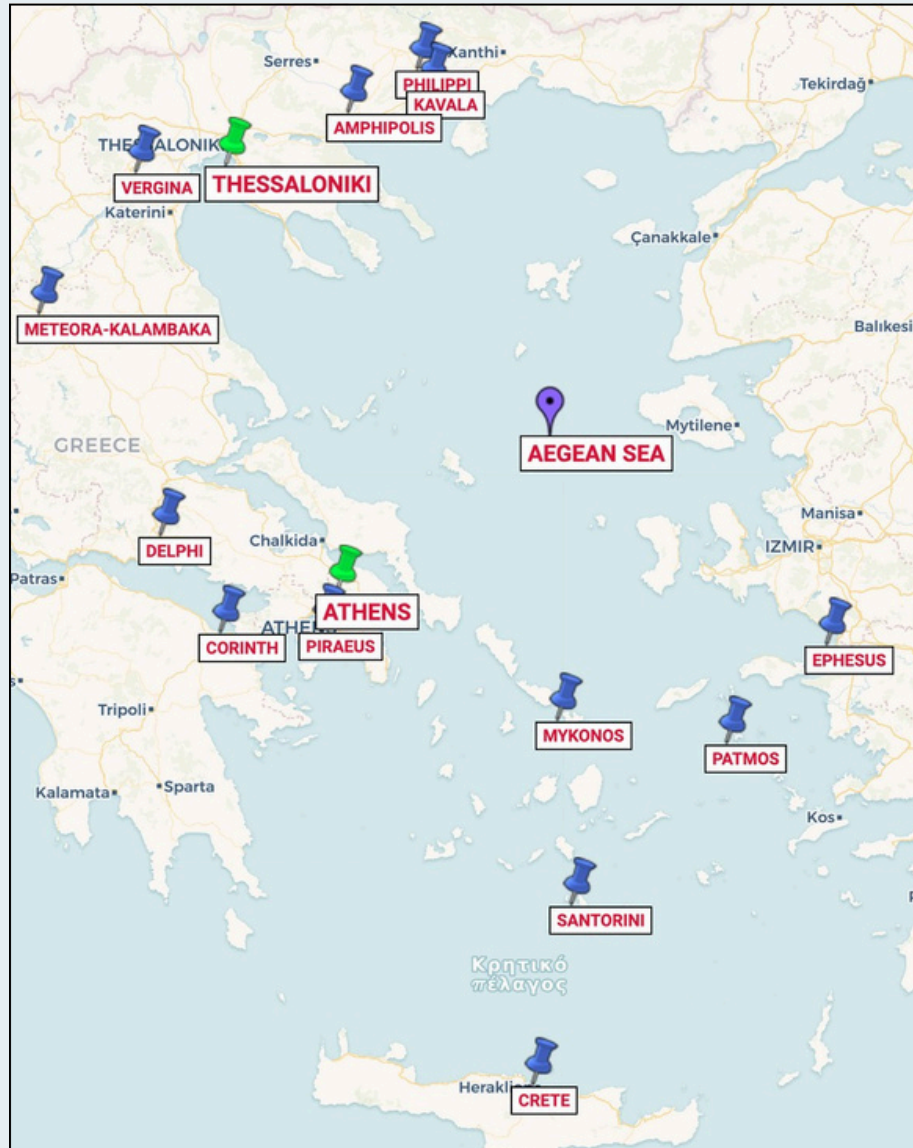 Xanthi
Serres
PHILIPPI
Tekirdağ
KAVALA
AMPHIPOLIS
THESSALONIK
VERGINA
THESSALONIKI
Katerini
Çanakkale
METEORA-KALAMBAKA
Balıkesi
Mytilene
GREECE
AEGEAN SEA
Manisa
DELPHI
Chalkida
IZMIR
Patras
ATHENS
CORINTH
PIRAEUS
EPHESUS
Tripoli
MYKONOS
PATMOS
Kalamata
Sparta
Kos
SANTORINI
Κρητικό
πέλαγος
CRETE